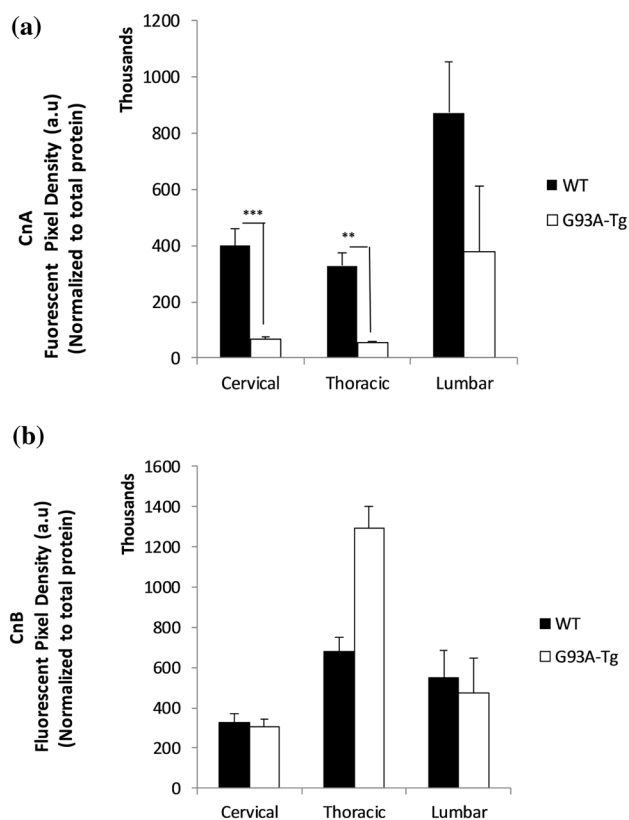 (a)
Thousands
CnA
Fuorescent Pixel Density (a.u)
(Normalized to total protein)
1200
1000
800
600
400
200
0
***
**
Cervical
Thoracic
Lumbar
WT
G93A-Tg
(b)
Thousands
CnB
Fluorescent Pixel Density (a.u)
(Normalized to total protein)
1600
1400
1200
1000
800
600
400
200
0
Cervical
Thoracic
Lumbar
WT
G93A-Tg